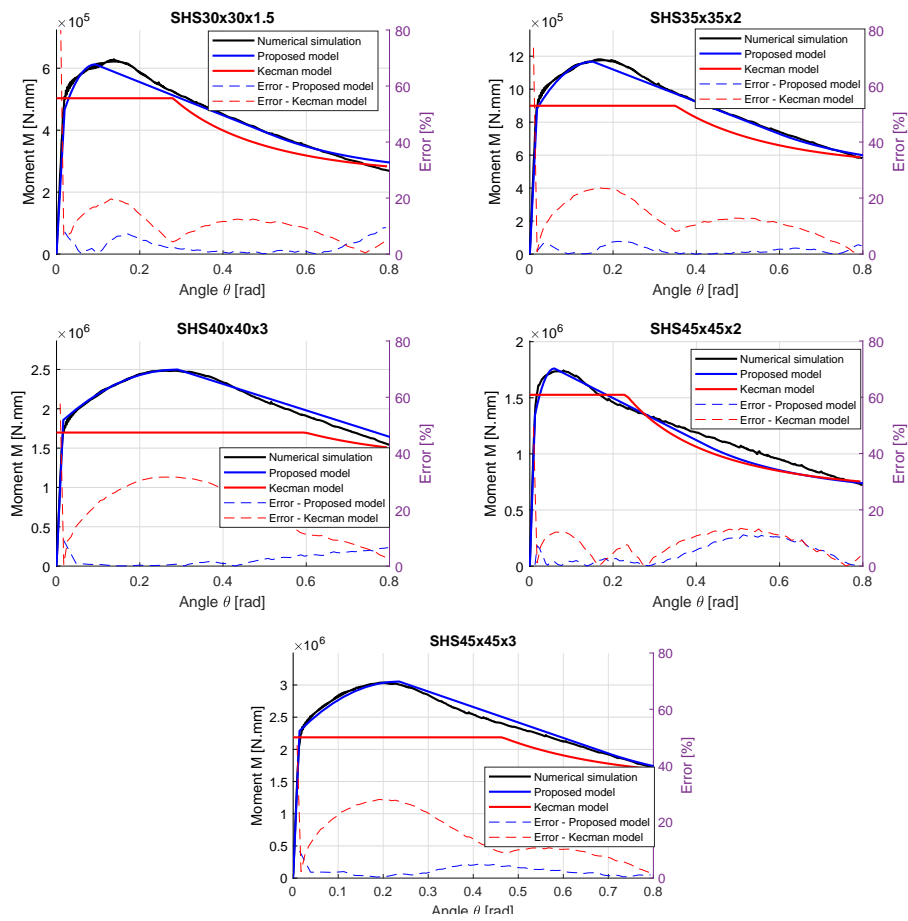 SHS30x30x1.5
×10⁵
Moment M [N.mm]
0
2
4
6
0
0.2
0.4
0.6
0.8
Angle θ [rad]
0
20
40
60
80
Error [%]
Numerical simulation
Proposed model
Kecman model
Error - Proposed model
Error - Kecman model
SHS35x35x2
×10⁵
Moment M [N.mm]
0
2
4
6
8
10
12
0
0.2
0.4
0.6
0.8
Angle θ [rad]
0
20
40
60
80
Error [%]
Numerical simulation
Proposed model
Kecman model
Error - Proposed model
Error - Kecman model
SHS40x40x3
×10⁶
Moment M [N.mm]
0
0.5
1
1.5
2
2.5
0
0.2
0.4
0.6
0.8
Angle θ [rad]
0
20
40
60
80
Error [%]
Numerical simulation
Proposed model
Kecman model
Error - Proposed model
Error - Kecman model
SHS45x45x2
×10⁶
Moment M [N.mm]
0
0.5
1
1.5
2
0
0.2
0.4
0.6
0.8
Angle θ [rad]
0
20
40
60
80
Error [%]
Numerical simulation
Proposed model
Kecman model
Error - Proposed model
Error - Kecman model
SHS45x45x3
×10⁶
Moment M [N.mm]
0
0.5
1
1.5
2
2.5
3
0
0.1
0.2
0.3
0.4
0.5
0.6
0.7
0.8
Angle θ [rad]
0
20
40
60
80
Error [%]
Numerical simulation
Proposed model
Kecman model
Error - Proposed model
Error - Kecman model